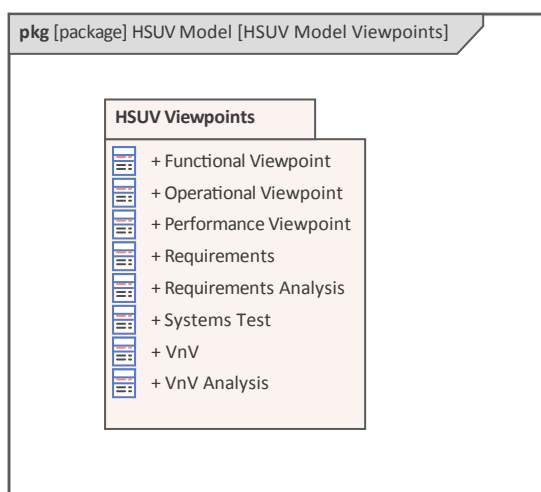 pkg [package] HSUV Model [HSUV Model Viewpoints]
HSUV Viewpoints
+ Functional Viewpoint
+ Operational Viewpoint
+ Performance Viewpoint
+ Requirements
+ Requirements Analysis
+ Systems Test
+ VnV
+ VnV Analysis